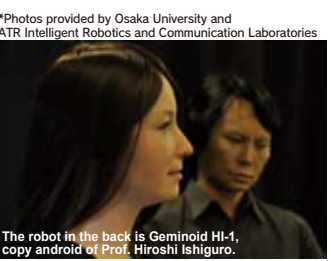 *Photos provided by Osaka University and
ATR Intelligent Robotics and Communication Laboratories
The robot in the back is Geminoid HI-1,
copy android of Prof. Hiroshi Ishiguro.